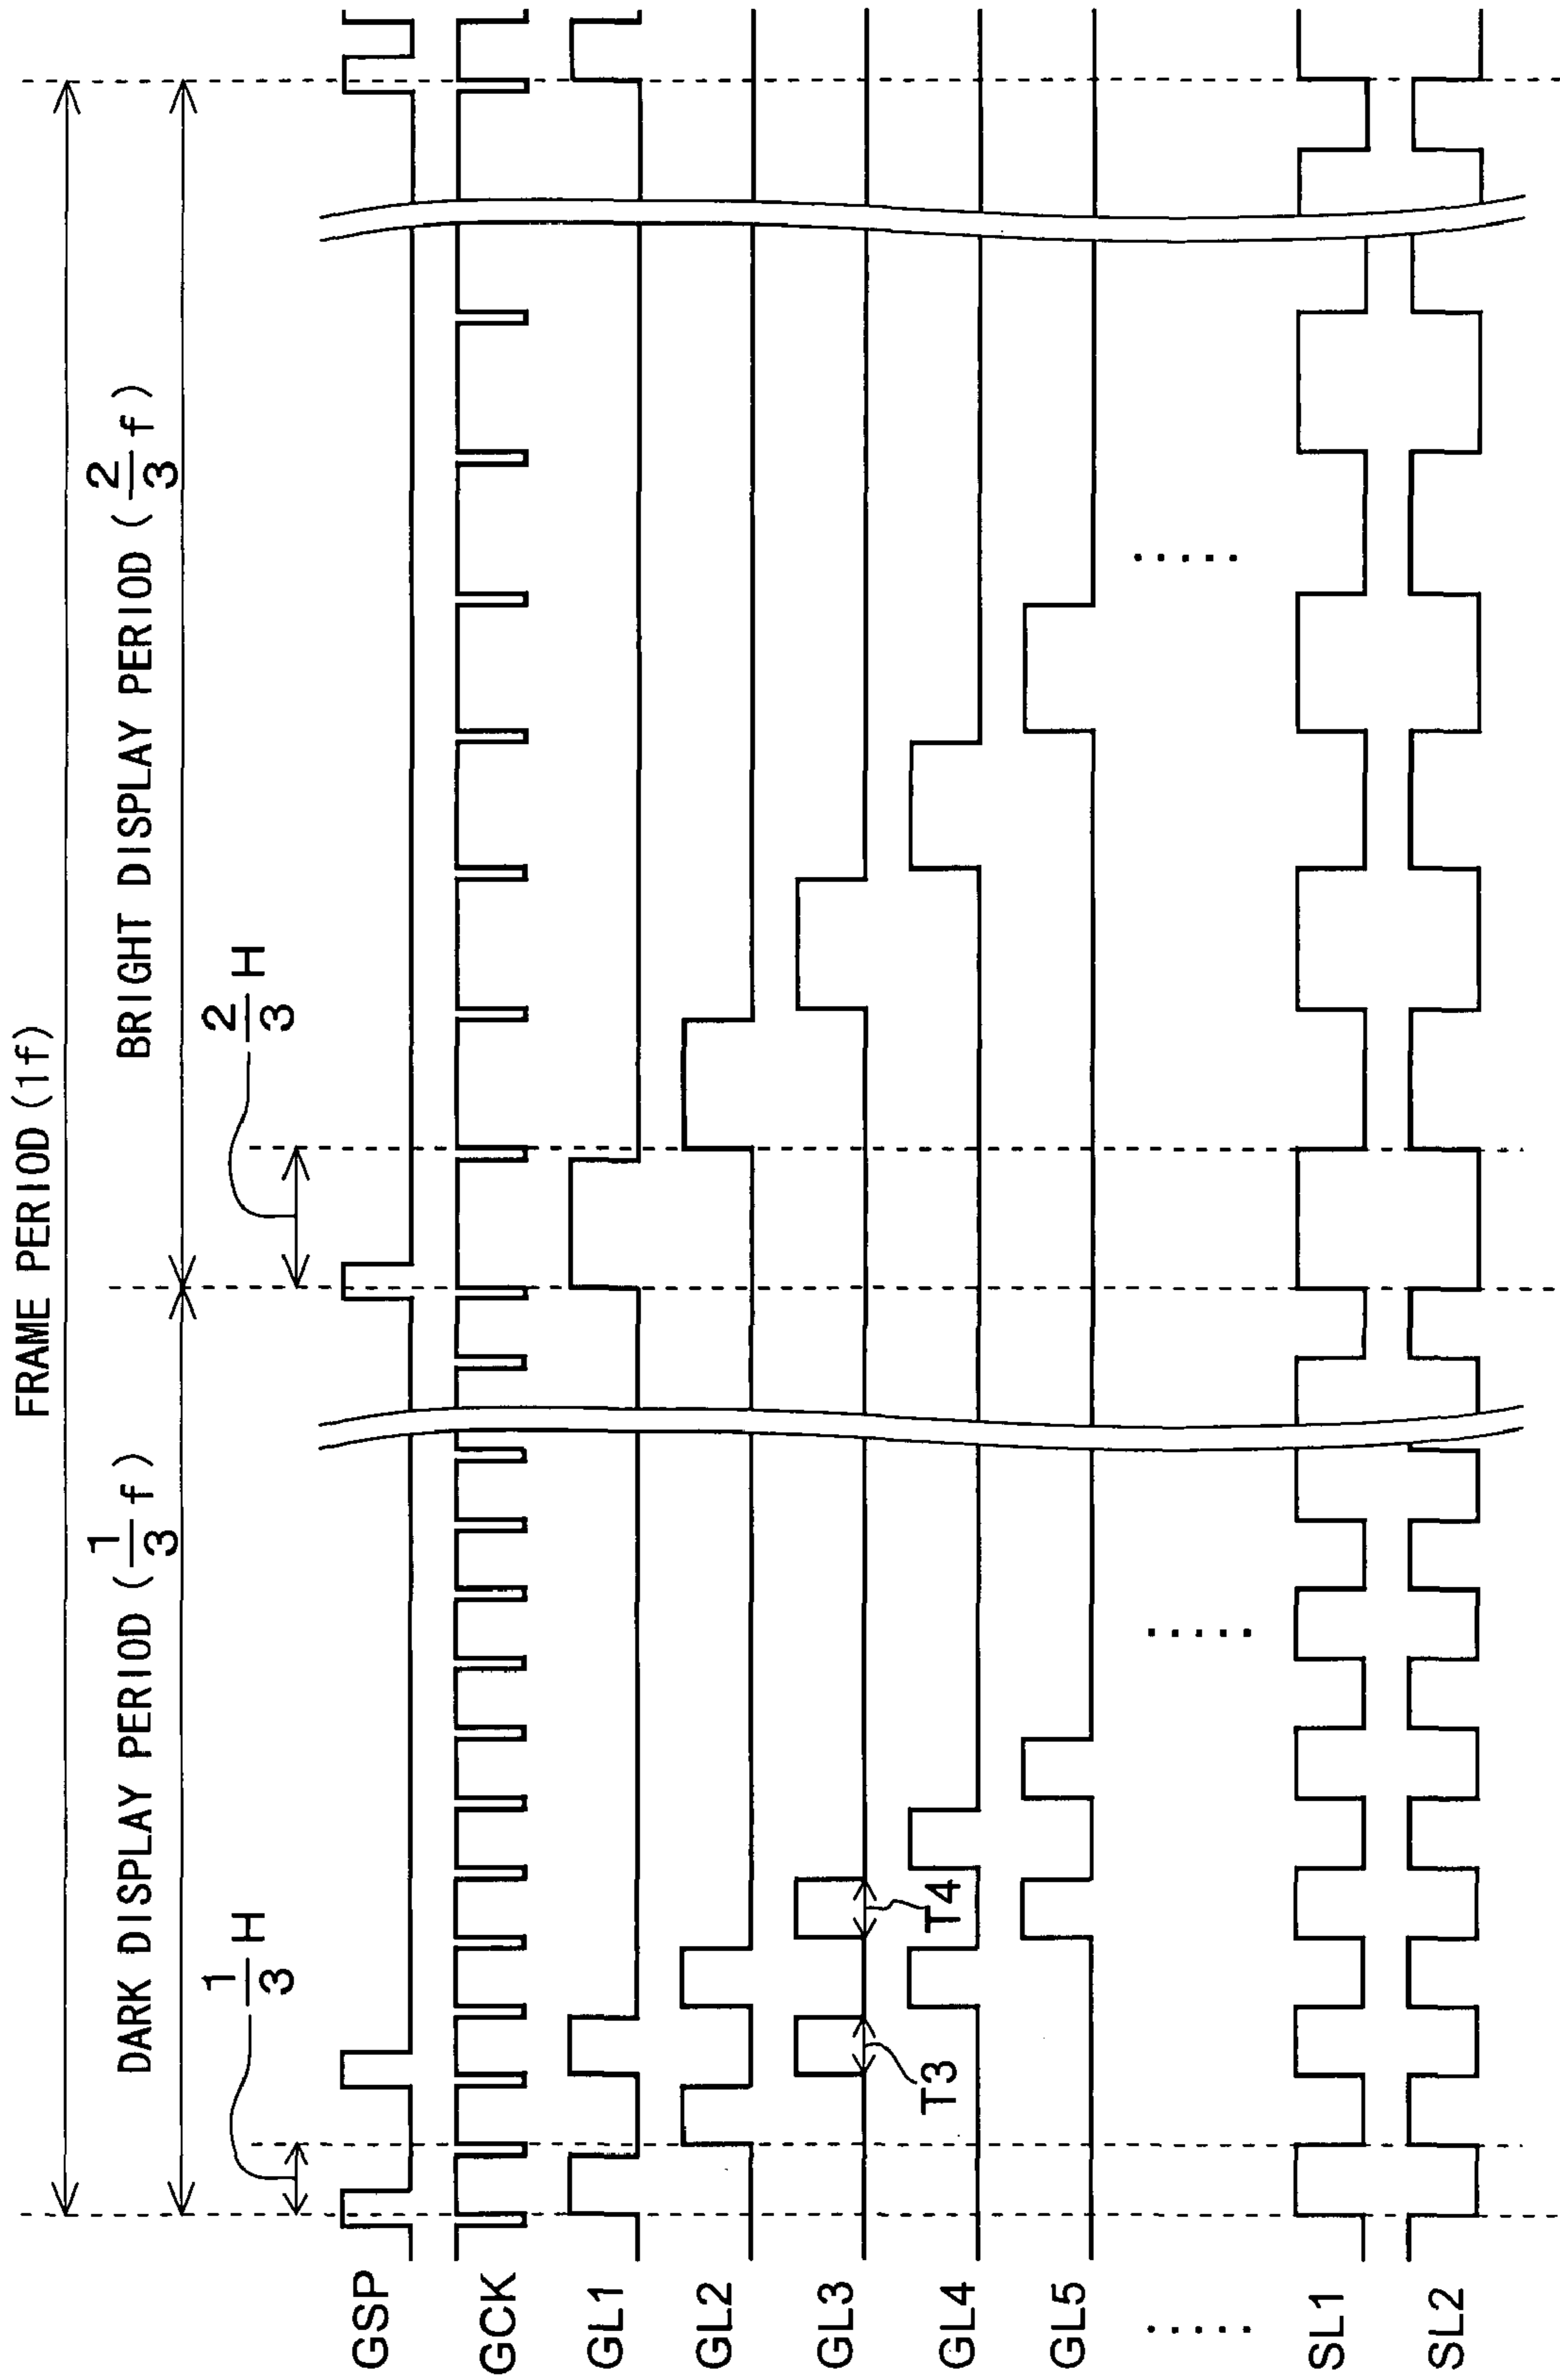 FRAME PERIOD (1f)
DARK DISPLAY PERIOD (1/3 f)
BRIGHT DISPLAY PERIOD (2/3 f)
1/3 H
2/3 H
GSP
GCK
GL1
GL2
GL3
T3
T4
GL4
GL5
.....
.....
.....
SL1
SL2